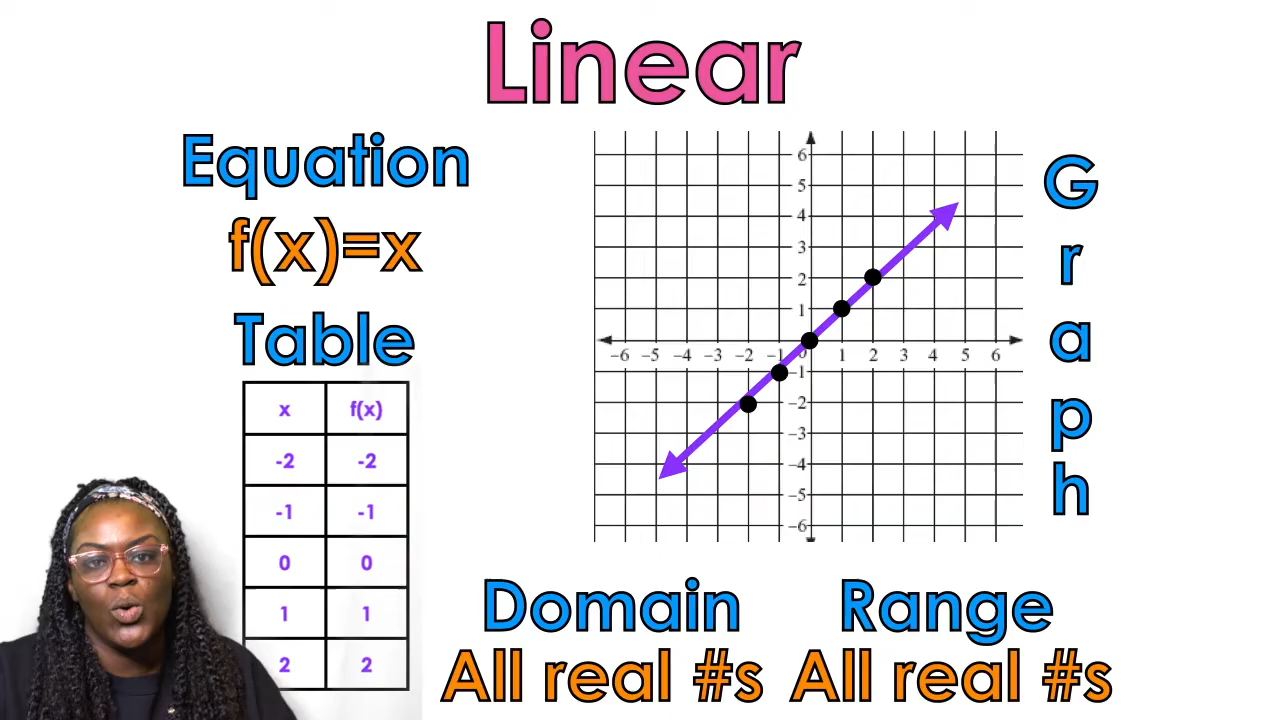 Linear
Equation
f(x)=x
Table
x f(x)
-2 -2
-1 -1
0 0
1 1
2 2
6
5
4
3
2
1
−6 −5 −4 −3 −2 −1 0 1 2 3 4 5 6
−1
−2
−3
−4
−5
−6
Graph
Domain
All real #s
Range
All real #s